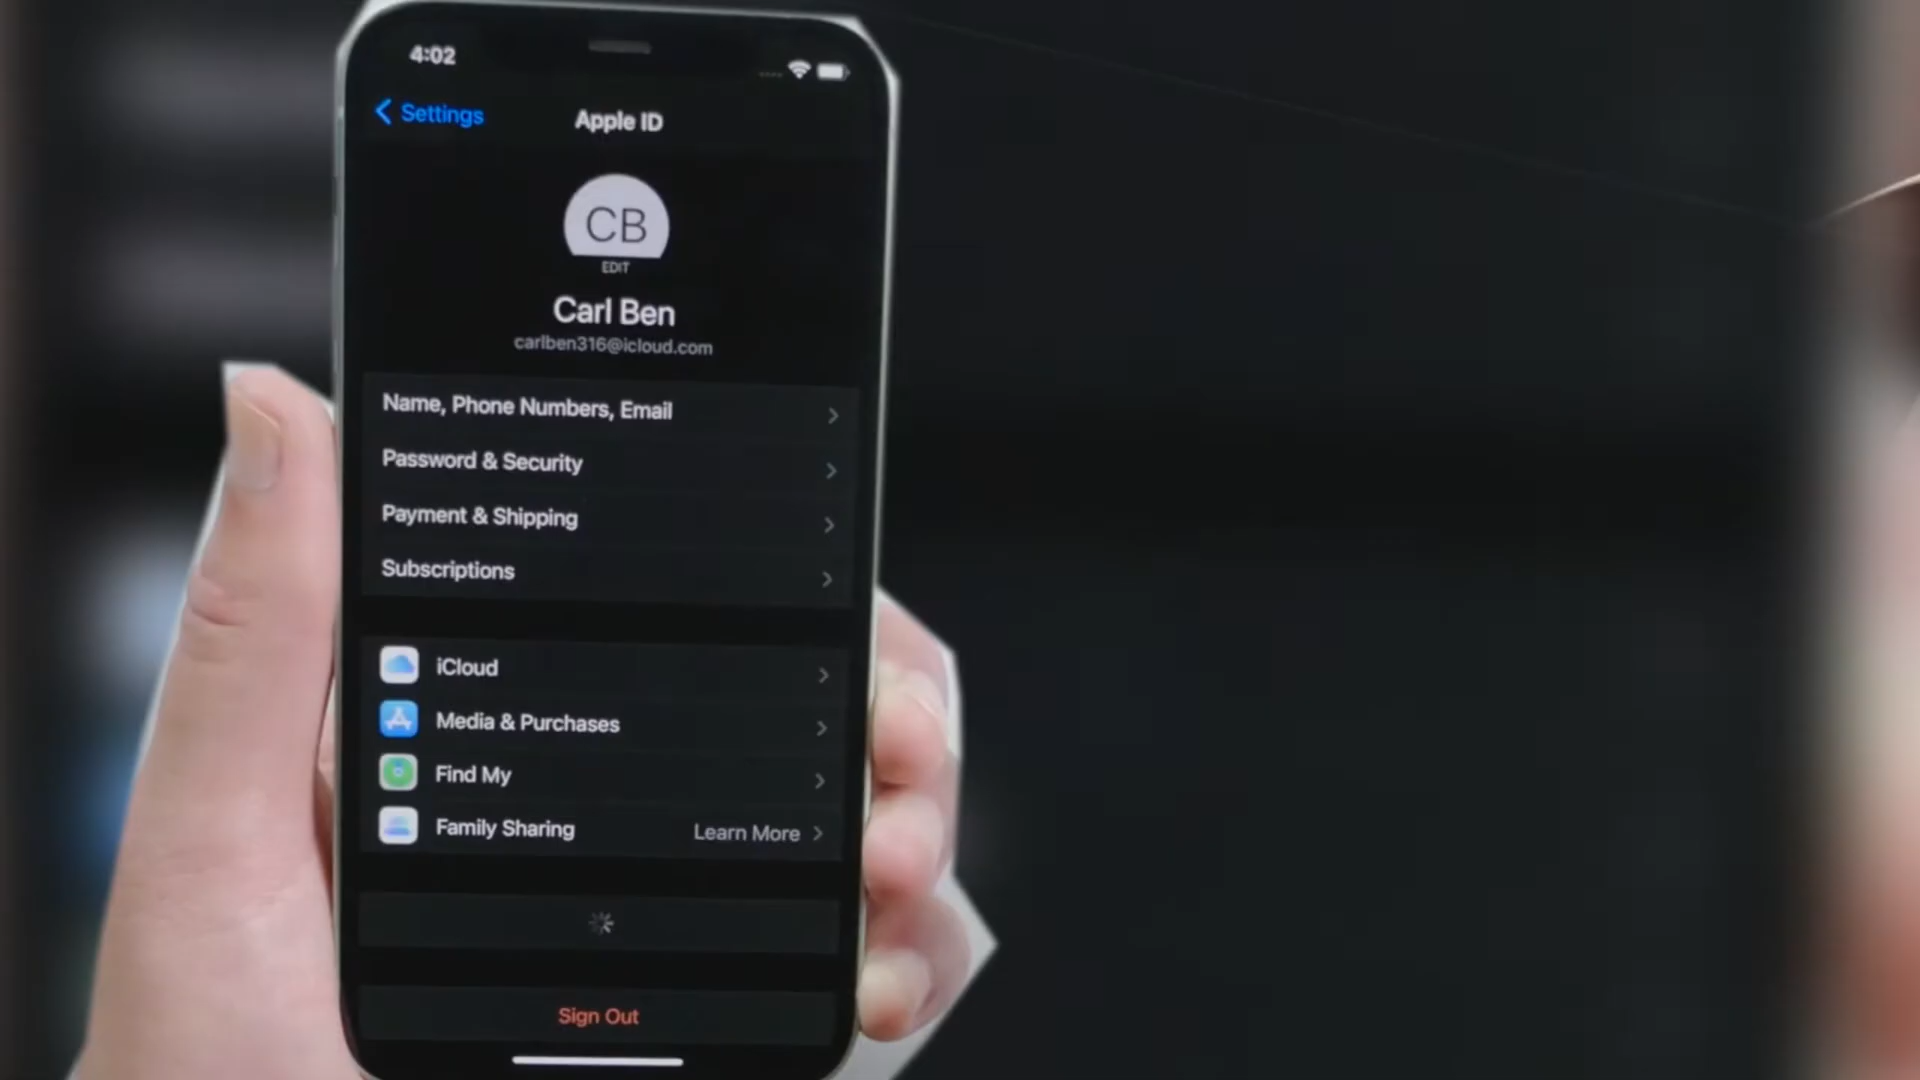 4:02
Settings
Apple ID
CB
EDIT
Carl Ben
carlben316@icloud.com
Name, Phone Numbers, Email
Password & Security
Payment & Shipping
Subscriptions
iCloud
Media & Purchases
Find My
Family Sharing Learn More
Sign Out